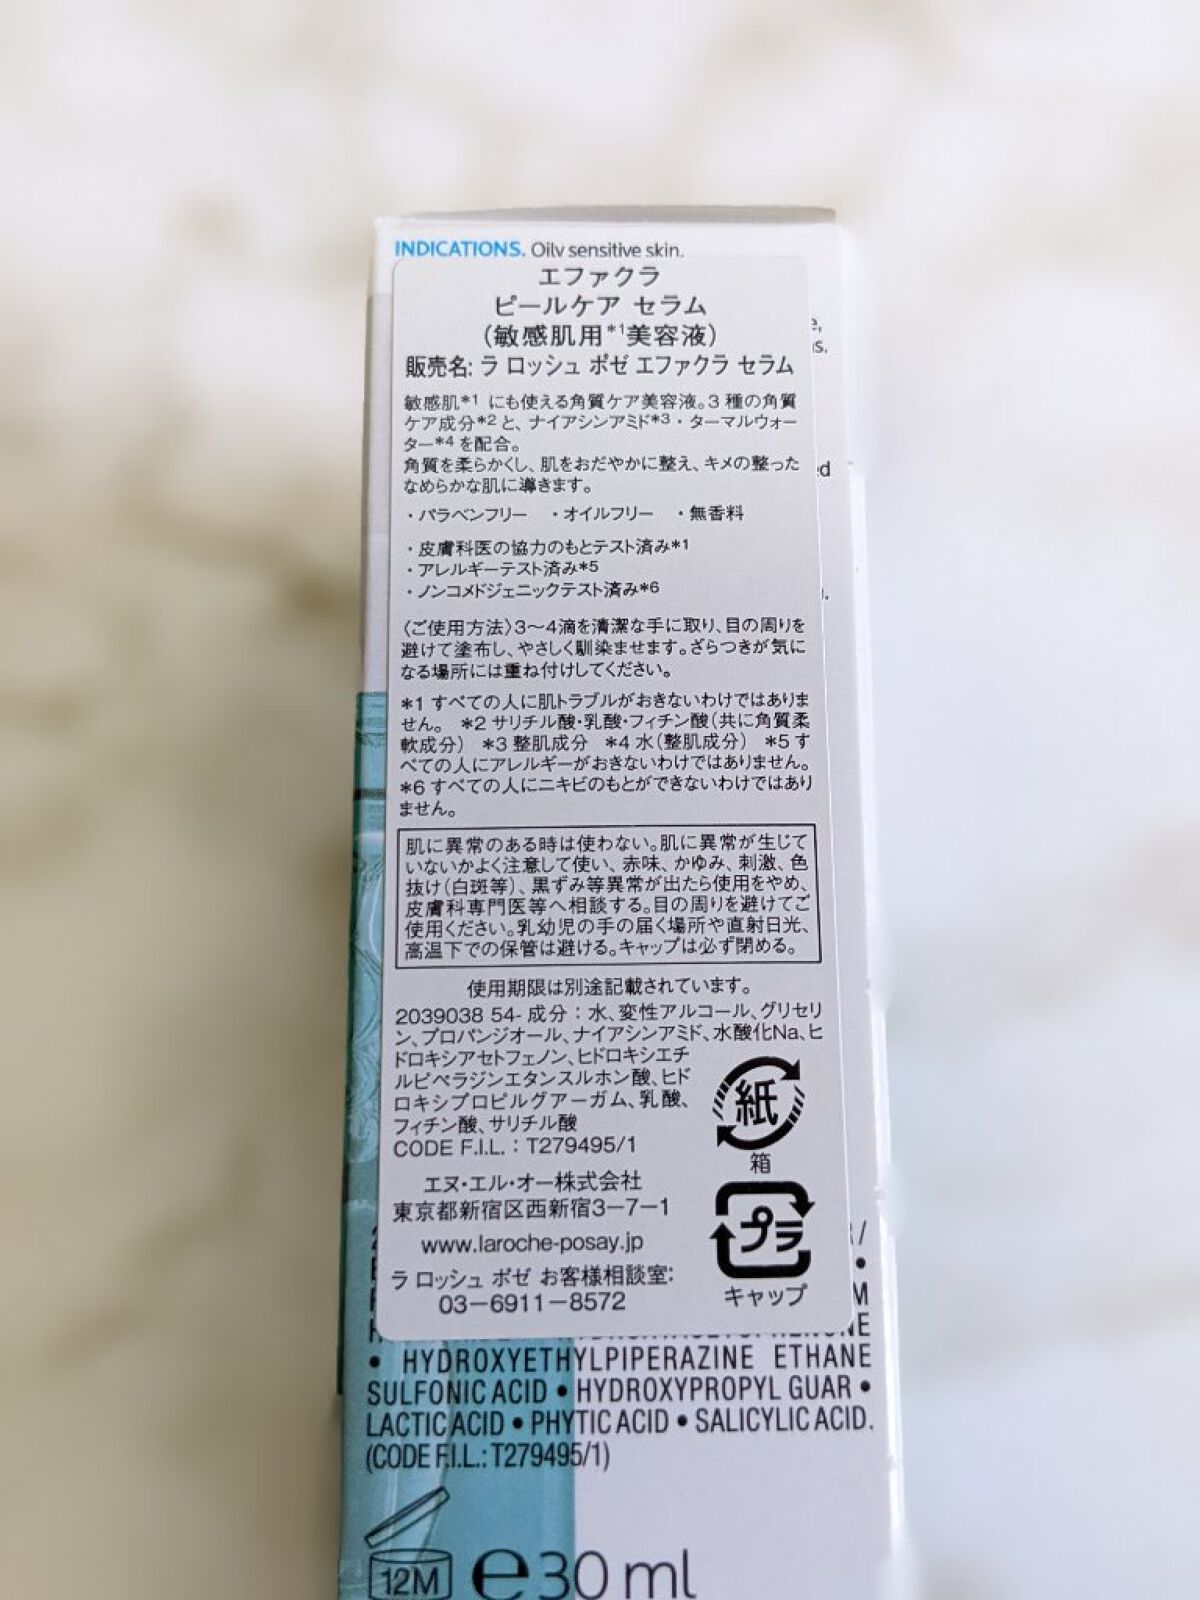 INDICATIONS. Oily sensitive skin.
エファクラ
ピールケア セラム
(敏感肌用*1美容液)
販売名: ラ ロッシュ ポゼ エファクラ セラム
敏感肌*1 にも使える角質ケア美容液。3 種の角質
ケア成分*2 と、ナイアシンアミド*3・ターマルウォー
ター*4 を配合。
角質を柔らかくし、肌をおだやかに整え、キメの整った
なめらかな肌に導きます。
・パラベンフリー ・オイルフリー ・無香料
・皮膚科医の協力のもとテスト済み*1
・アレルギーテスト済み*5
・ノンコメドジェニックテスト済み*6
〈ご使用方法〉3〜4滴を清潔な手に取り、目の周りを
避けて塗布し、やさしく馴染ませます。ざらつきが気に
なる場所には重ね付けしてください。
*1 すべての人に肌トラブルがおきないわけではありま
せん。 *2 サリチル酸・乳酸・フィチン酸(共に角質柔
軟成分) *3 整肌成分 *4 水(整肌成分) *5 す
べての人にアレルギーがおきないわけではありません。
*6 すべての人にニキビのもとができないわけではあり
ません。
肌に異常のある時は使わない。肌に異常が生じて
いないかよく注意して使い、赤味、かゆみ、刺激、色
抜け(白斑等)、黒ずみ等異常が出たら使用をやめ、
皮膚科専門医等へ相談する。目の周りを避けてご
使用ください。乳幼児の手の届く場所や直射日光、
高温下での保管は避ける。キャップは必ず閉める。
使用期限は別途記載されています。
2039038 54- 成分：水、変性アルコール、グリセリ
ン、プロパンジオール、ナイアシンアミド、水酸化Na、ヒ
ドロキシアセトフェノン、ヒドロキシエチ
ルピペラジンエタンスルホン酸、ヒド
ロキシプロピルグアーガム、乳酸、
フィチン酸、サリチル酸
CODE F.I.L. : T279495/1
紙
箱
エヌ・エル・オー株式会社
東京都新宿区西新宿3-7-1
www.laroche-posay.jp
ラ ロッシュ ポゼ お客様相談室:
03-6911-8572
プラ
キャップ
• HYDROXYETHYLPIPERAZINE ETHANE
SULFONIC ACID • HYDROXYPROPYL GUAR •
LACTIC ACID • PHYTIC ACID • SALICYLIC ACID.
(CODE F.I.L.: T279495/1)
12M ℮30 ml